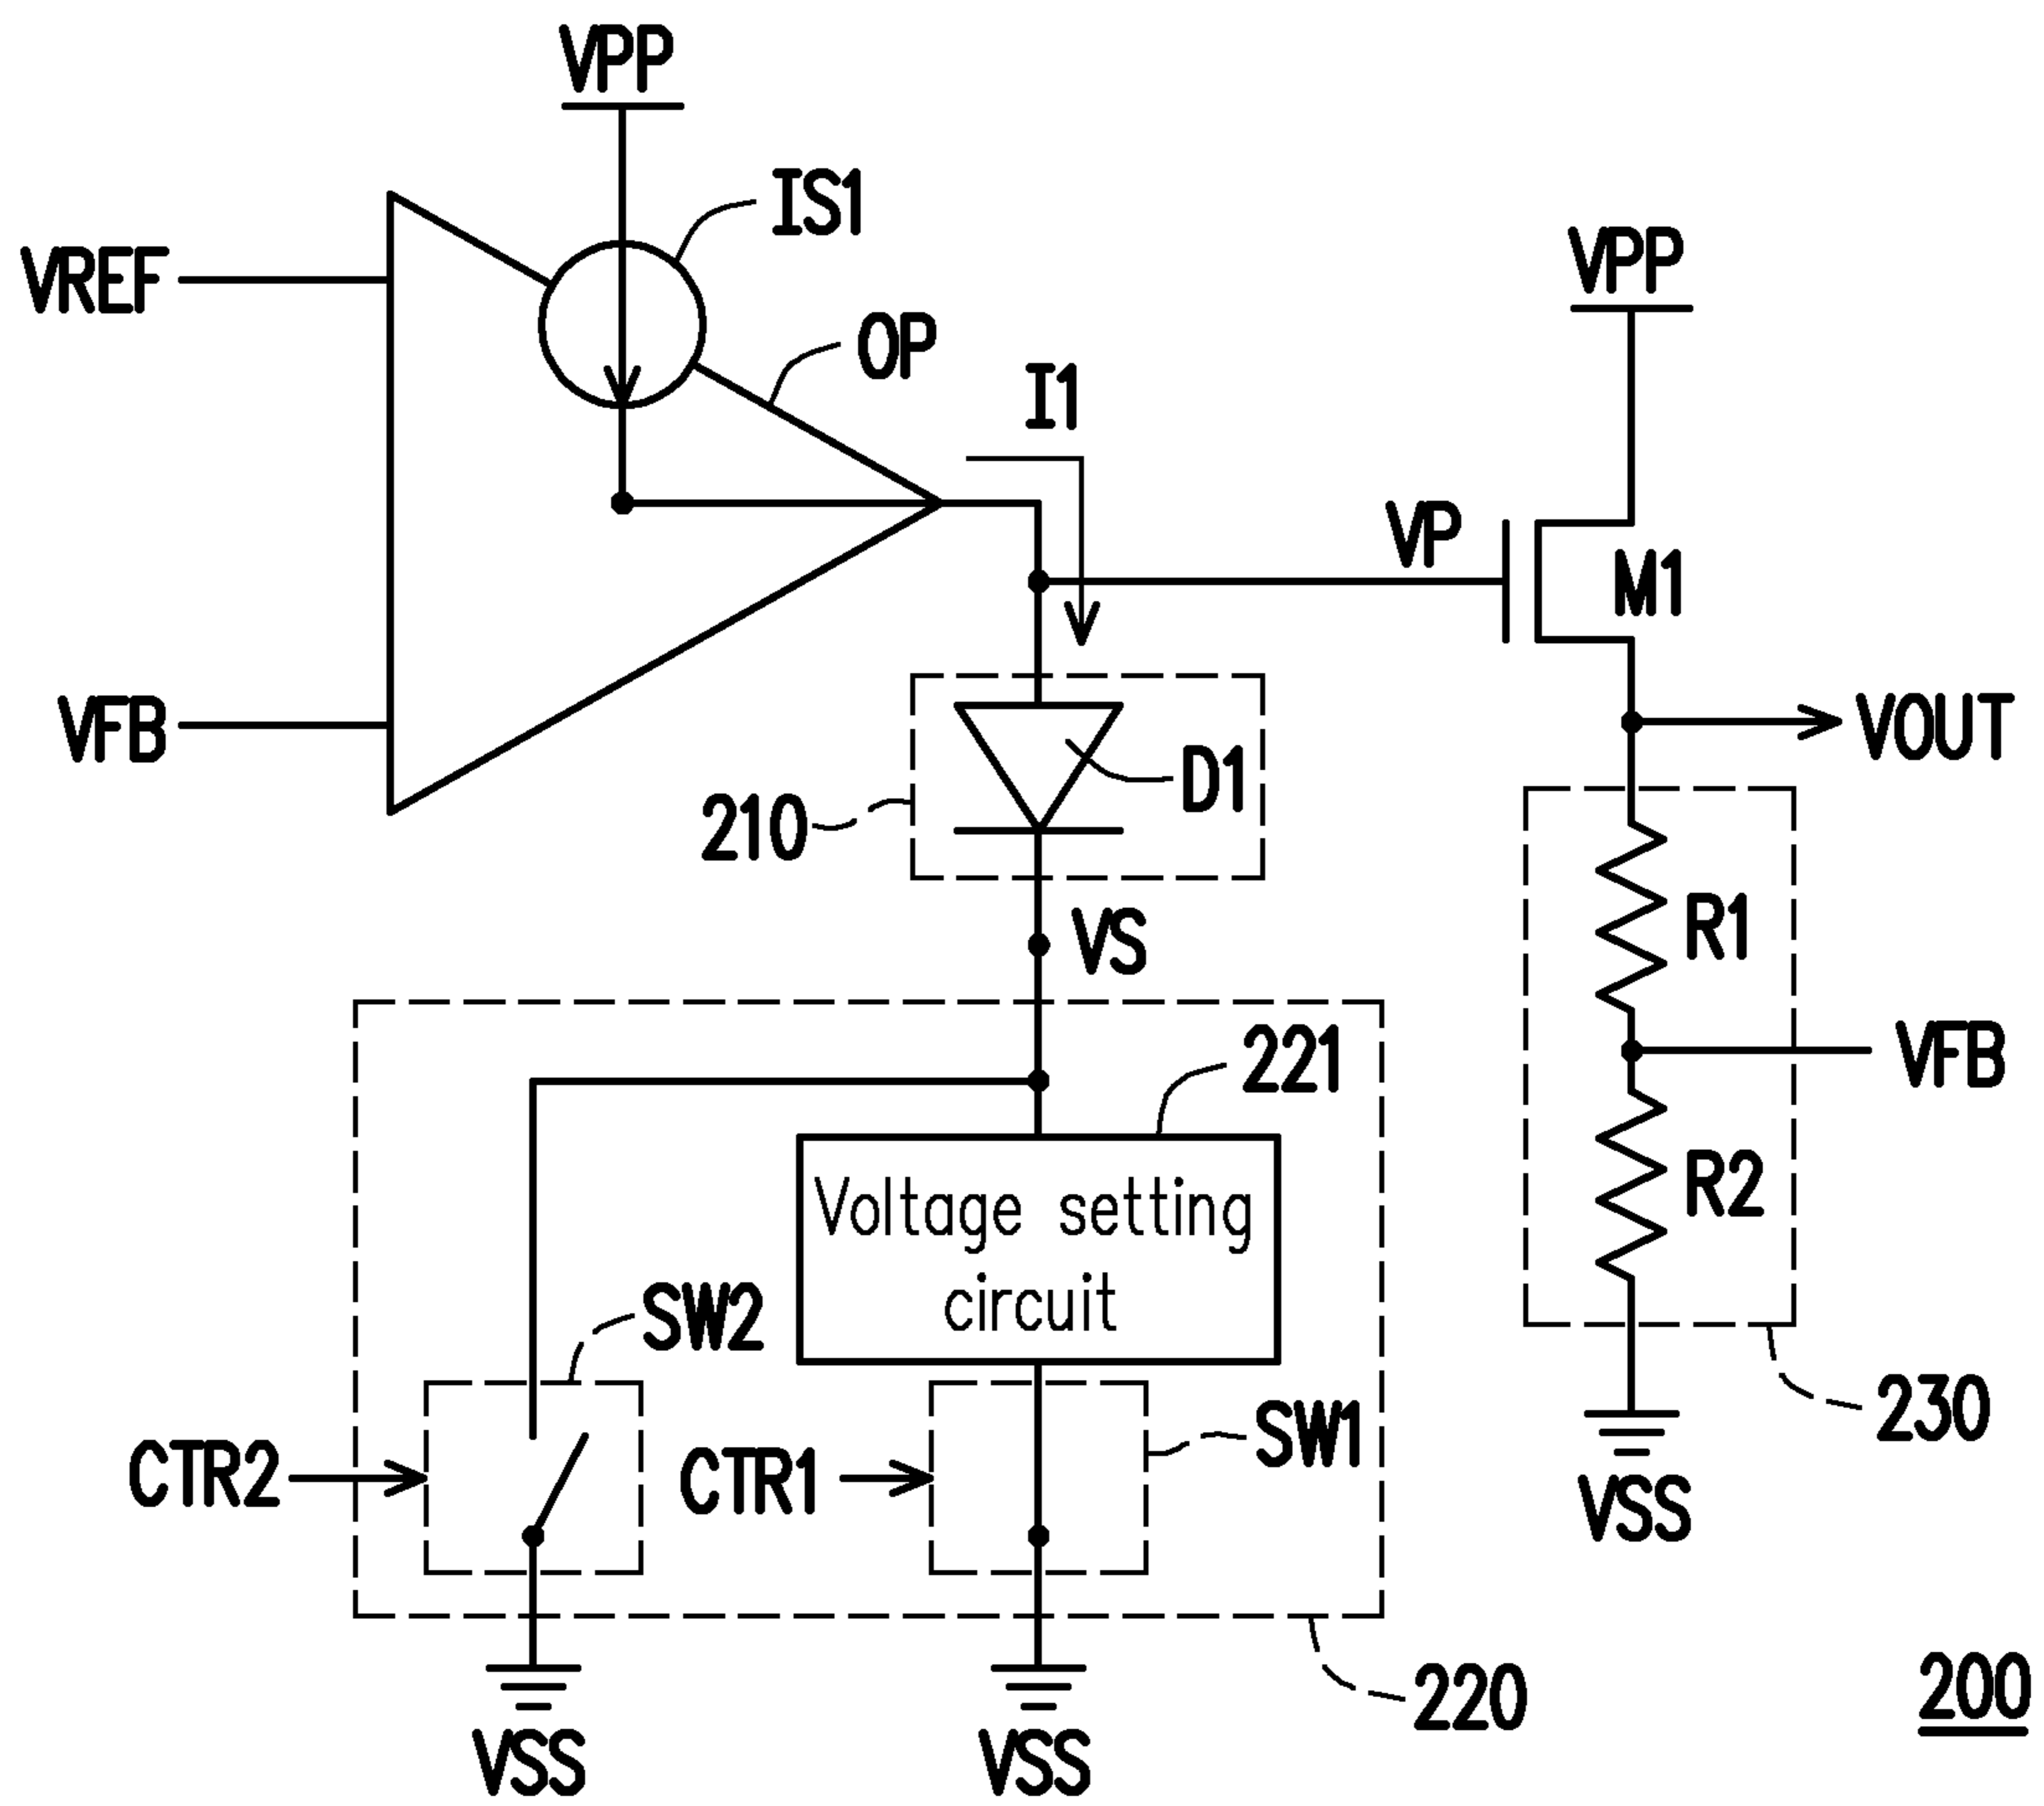 VPP
IS1
VREF
OP
VPP
I1
VP
M1
VFB
VOUT
D1
210
R1
VS
221
VFB
Voltage setting
circuit
R2
SW2
230
SW1
CTR2
CTR1
VSS
220
200
VSS
VSS